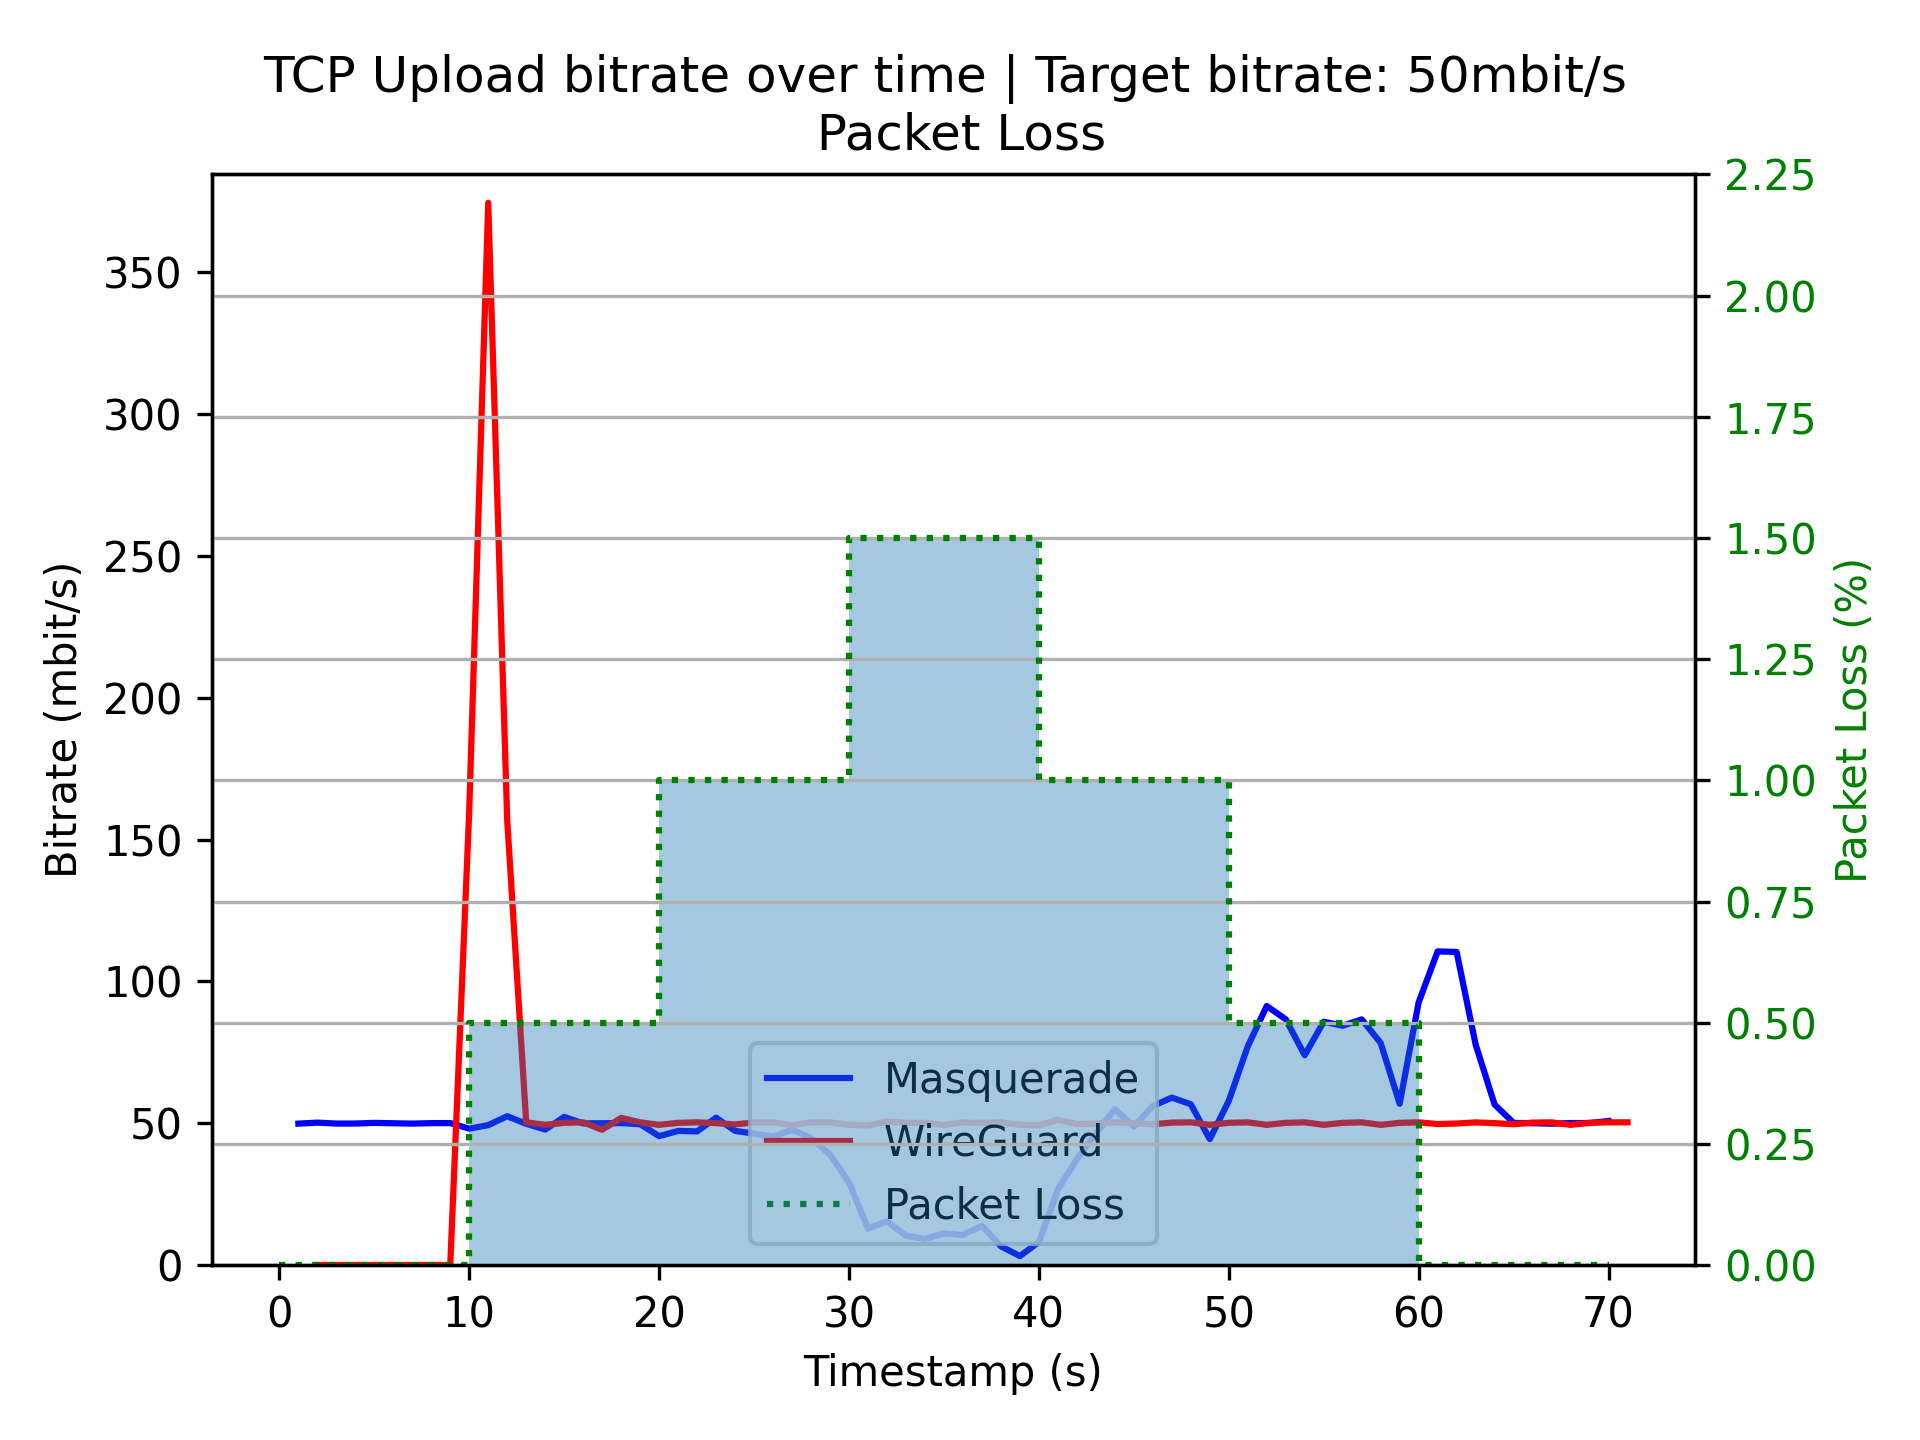 TCP Upload bitrate over time | Target bitrate: 50mbit/s
Packet Loss
Bitrate (mbit/s)
350
300
250
200
150
100
50
0
2.25
2.00
1.75
1.50
1.25
1.00
0.75
0.50
0.25
0.00
Packet Loss (%)
Masquerade
WireGuard
Packet Loss
0 10 20 30 40 50 60 70
Timestamp (s)